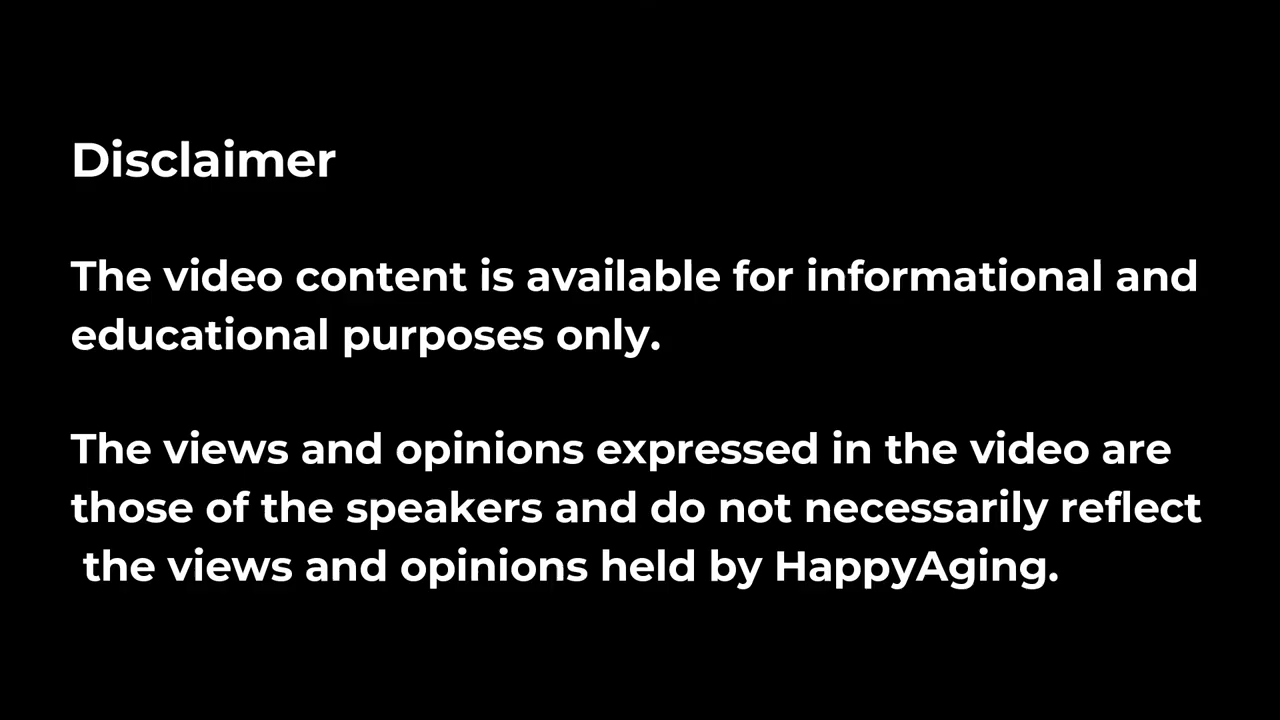 Disclaimer
The video content is available for informational and
educational purposes only.
The views and opinions expressed in the video are
those of the speakers and do not necessarily reflect
the views and opinions held by HappyAging.